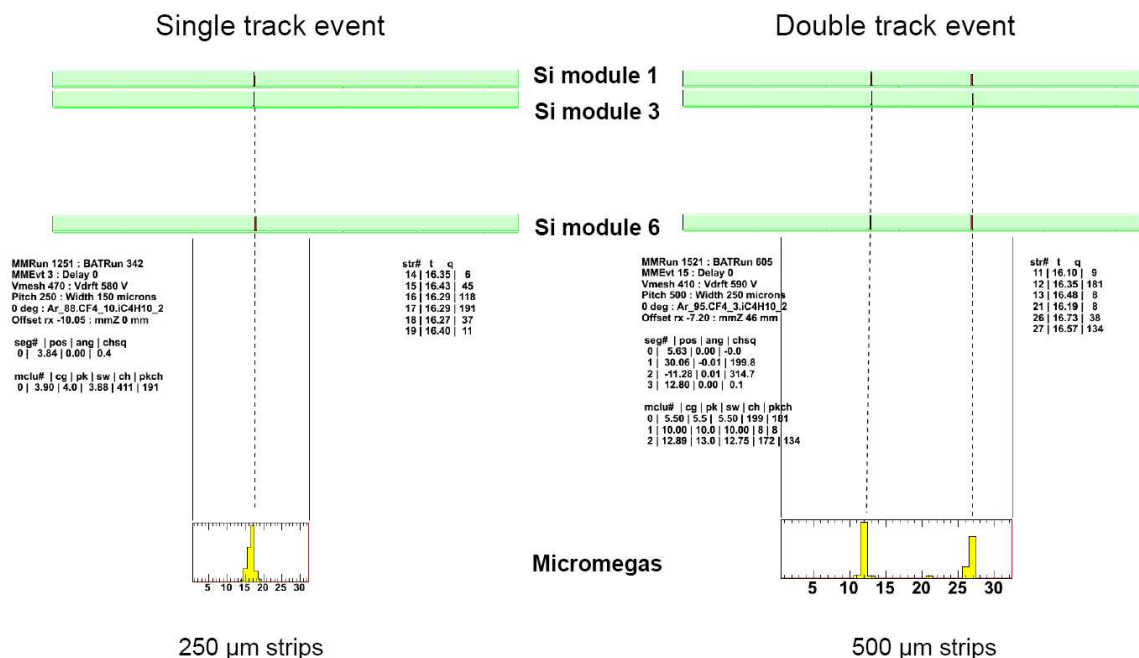 Single track event
Double track event
Si module 1
Si module 3
Si module 6
MMRun 1251 : BATRun 342
MMEvt 3 : Delay 0
Vmesh 470 : Vdrft 580 V
Pitch 250 : Width 150 microns
0 deg : Ar_88.CF4_10.iC4H10_2
Offset rx -10.05 : mmZ 0 mm
seg# | pos | ang | chsq
0 | 3.84 | 0.00 | 0.4
mclu# | cg | pk | sw | ch | pkch
0 | 3.90 | 4.0 | 3.88 | 411 | 191
str# t q
14 | 16.35 | 6
15 | 16.43 | 45
16 | 16.29 | 118
17 | 16.29 | 191
18 | 16.27 | 37
19 | 16.40 | 11
MMRun 1521 : BATRun 605
MMEvt 15 : Delay 0
Vmesh 410 : Vdrft 590 V
Pitch 500 : Width 250 microns
0 deg : Ar_95.CF4_3.iC4H10_2
Offset rx -7.20 : mmZ 46 mm
seg# | pos | ang | chsq
0 | 5.63 | 0.00 | -0.0
1 | 30.06 | -0.01 | 199.8
2 | -11.28 | 0.01 | 314.7
3 | 12.80 | 0.00 | 0.1
mclu# | cg | pk | sw | ch | pkch
0 | 5.50 | 5.5 | 5.50 | 199 | 181
1 | 10.00 | 10.0 | 10.00 | 8 | 8
2 | 12.89 | 13.0 | 12.75 | 172 | 134
str# t q
11 | 16.10 | 9
12 | 16.35 | 181
13 | 16.48 | 8
21 | 16.19 | 8
26 | 16.73 | 38
27 | 16.57 | 134
Micromegas
5 10 15 20 25 30
5 10 15 20 25 30
250 µm strips
500 µm strips